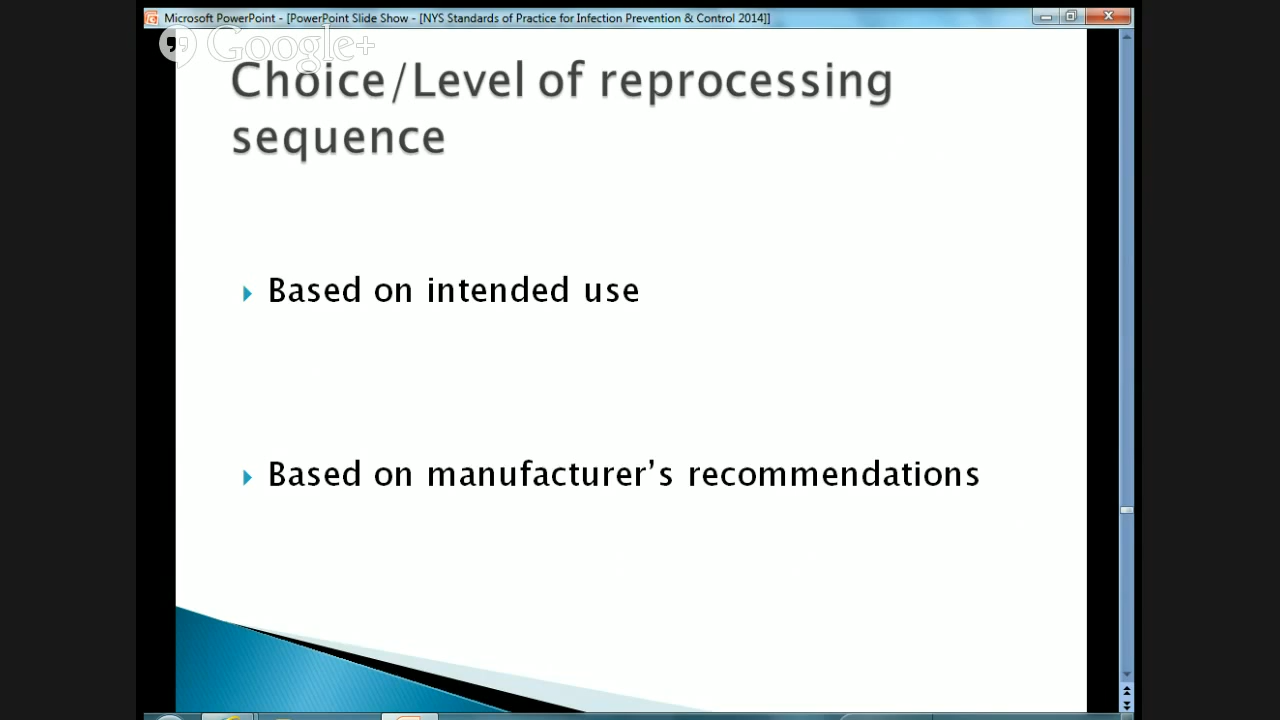 Microsoft PowerPoint - [PowerPoint Slide Show - [NYS Standards of Practice for Infection Prevention & Control 2014]]
Google+
Choice/Level of reprocessing
sequence
Based on intended use
Based on manufacturer’s recommendations